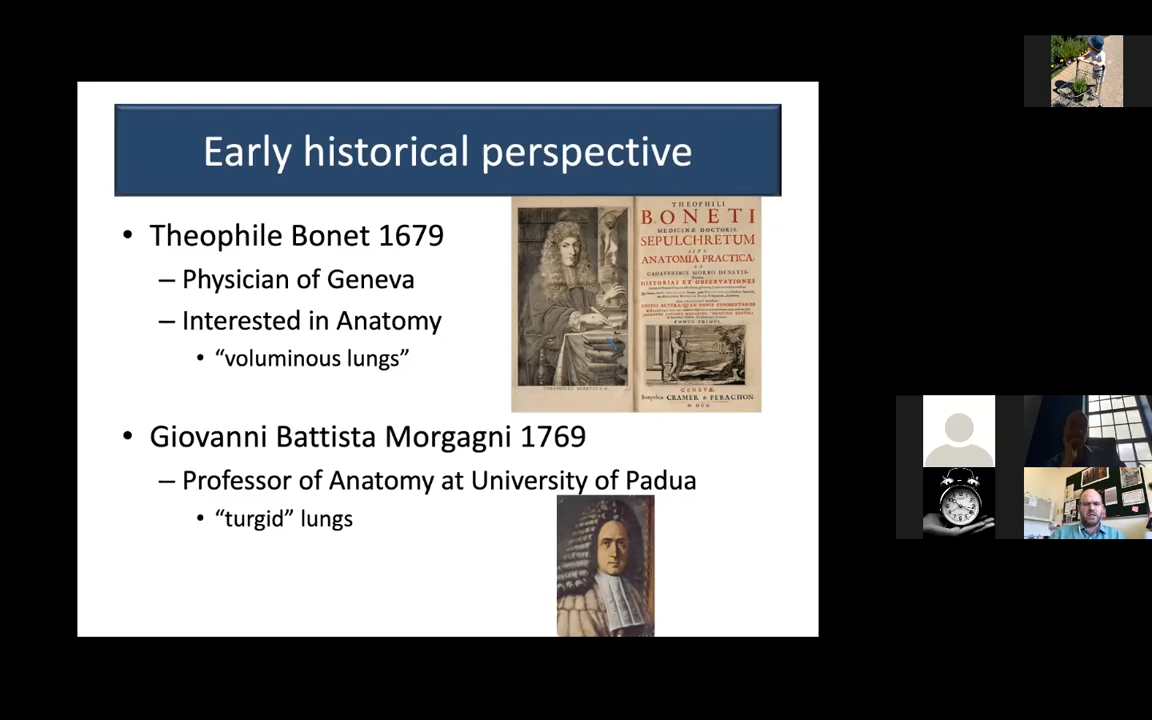 Early historical perspective
• Theophile Bonet 1679
– Physician of Geneva
– Interested in Anatomy
• “voluminous lungs”
THEOPHILI
BONETI
MEDICINÆ DOCTORIS
SEPULCHRETUM
SIVE
ANATOMIA PRACTICA,
EX
CADAVERIBUS MORBO DENATIS,
HISTORIAS ET OBSERVATIONES
TOMUS PRIMUS.
GENEVÆ,
Sumptibus CRAMER & PERACHON
M DCC
• Giovanni Battista Morgagni 1769
– Professor of Anatomy at University of Padua
• “turgid” lungs